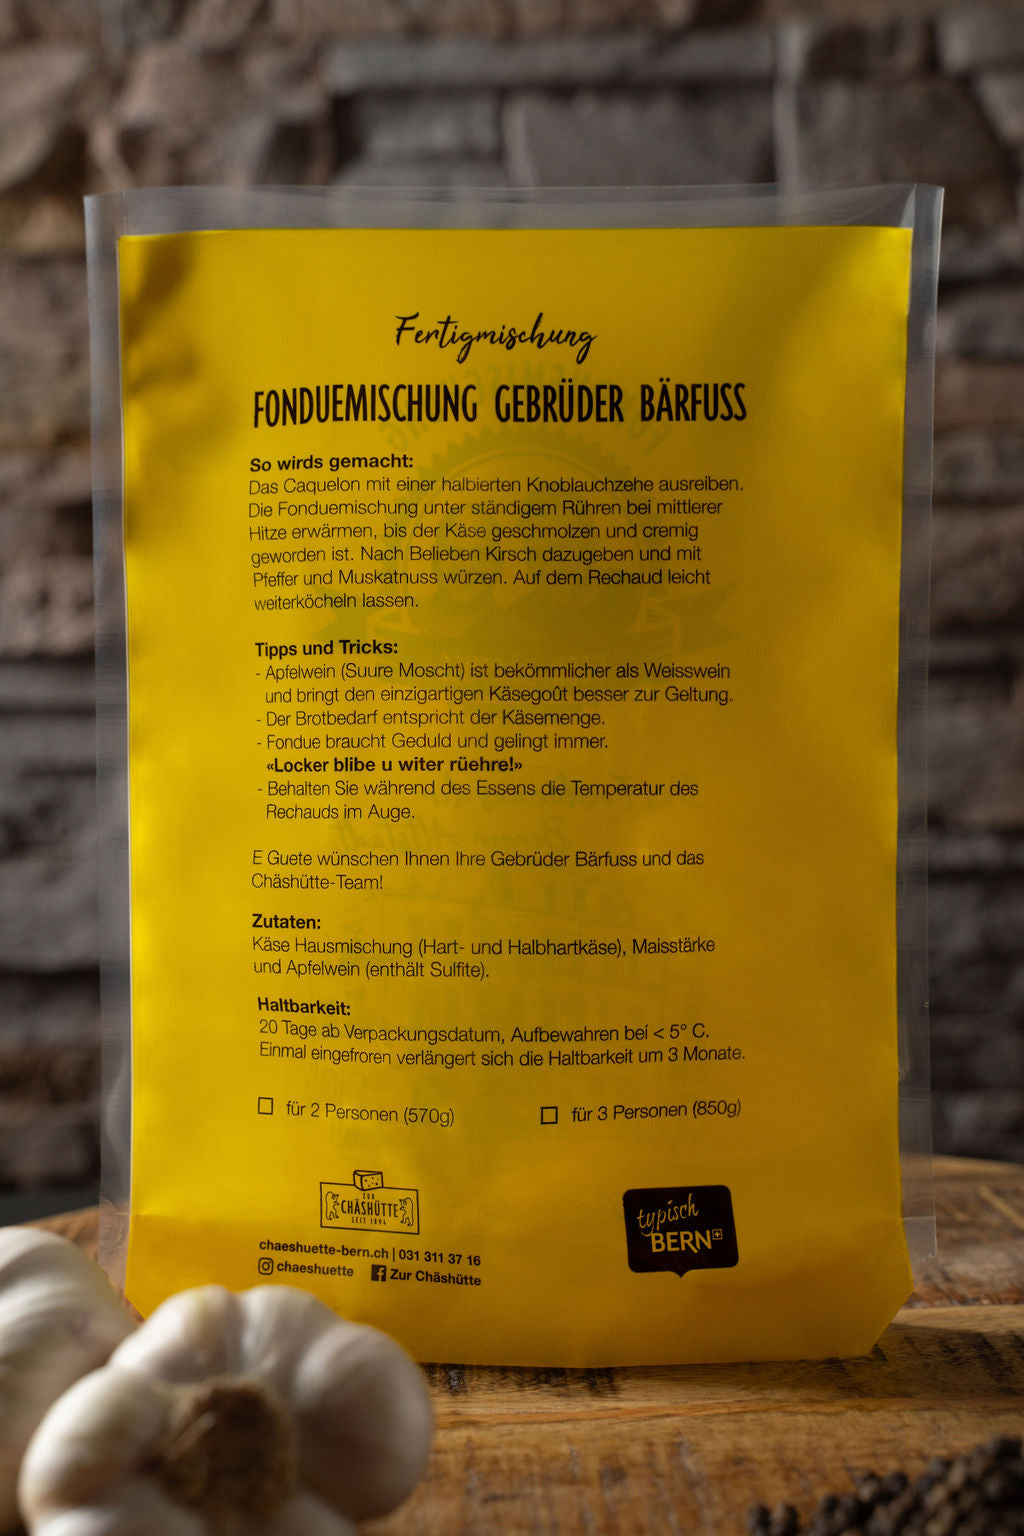 Fertigmischung
FONDUEMISCHUNG GEBRÜDER BÄRFUSS
So wirds gemacht:
Das Caquelon mit einer halbierten Knoblauchzehe ausreiben.
Die Fonduemischung unter ständigem Rühren bei mittlerer
Hitze erwärmen, bis der Käse geschmolzen und cremig
geworden ist. Nach Belieben Kirsch dazugeben und mit
Pfeffer und Muskatnuss würzen. Auf dem Rechaud leicht
weiterköcheln lassen.
Tipps und Tricks:
- Apfelwein (Suure Moscht) ist bekömmlicher als Weisswein
und bringt den einzigartigen Käsegoût besser zur Geltung.
- Der Brotbedarf entspricht der Käsemenge.
- Fondue braucht Geduld und gelingt immer.
«Locker blibe u witer rüehre!»
- Behalten Sie während des Essens die Temperatur des
Rechauds im Auge.
E Guete wünschen Ihnen Ihre Gebrüder Bärfuss und das
Chäshütte-Team!
Zutaten:
Käse Hausmischung (Hart- und Halbhartkäse), Maisstärke
und Apfelwein (enthält Sulfite).
Haltbarkeit:
20 Tage ab Verpackungsdatum, Aufbewahren bei < 5° C.
Einmal eingefroren verlängert sich die Haltbarkeit um 3 Monate.
für 2 Personen (570g) für 3 Personen (850g)
ZUR
CHÄSHÜTTE
SEIT 1894
typisch
BERN
chaeshuette-bern.ch | 031 311 37 16
chaeshuette Zur Chäshütte